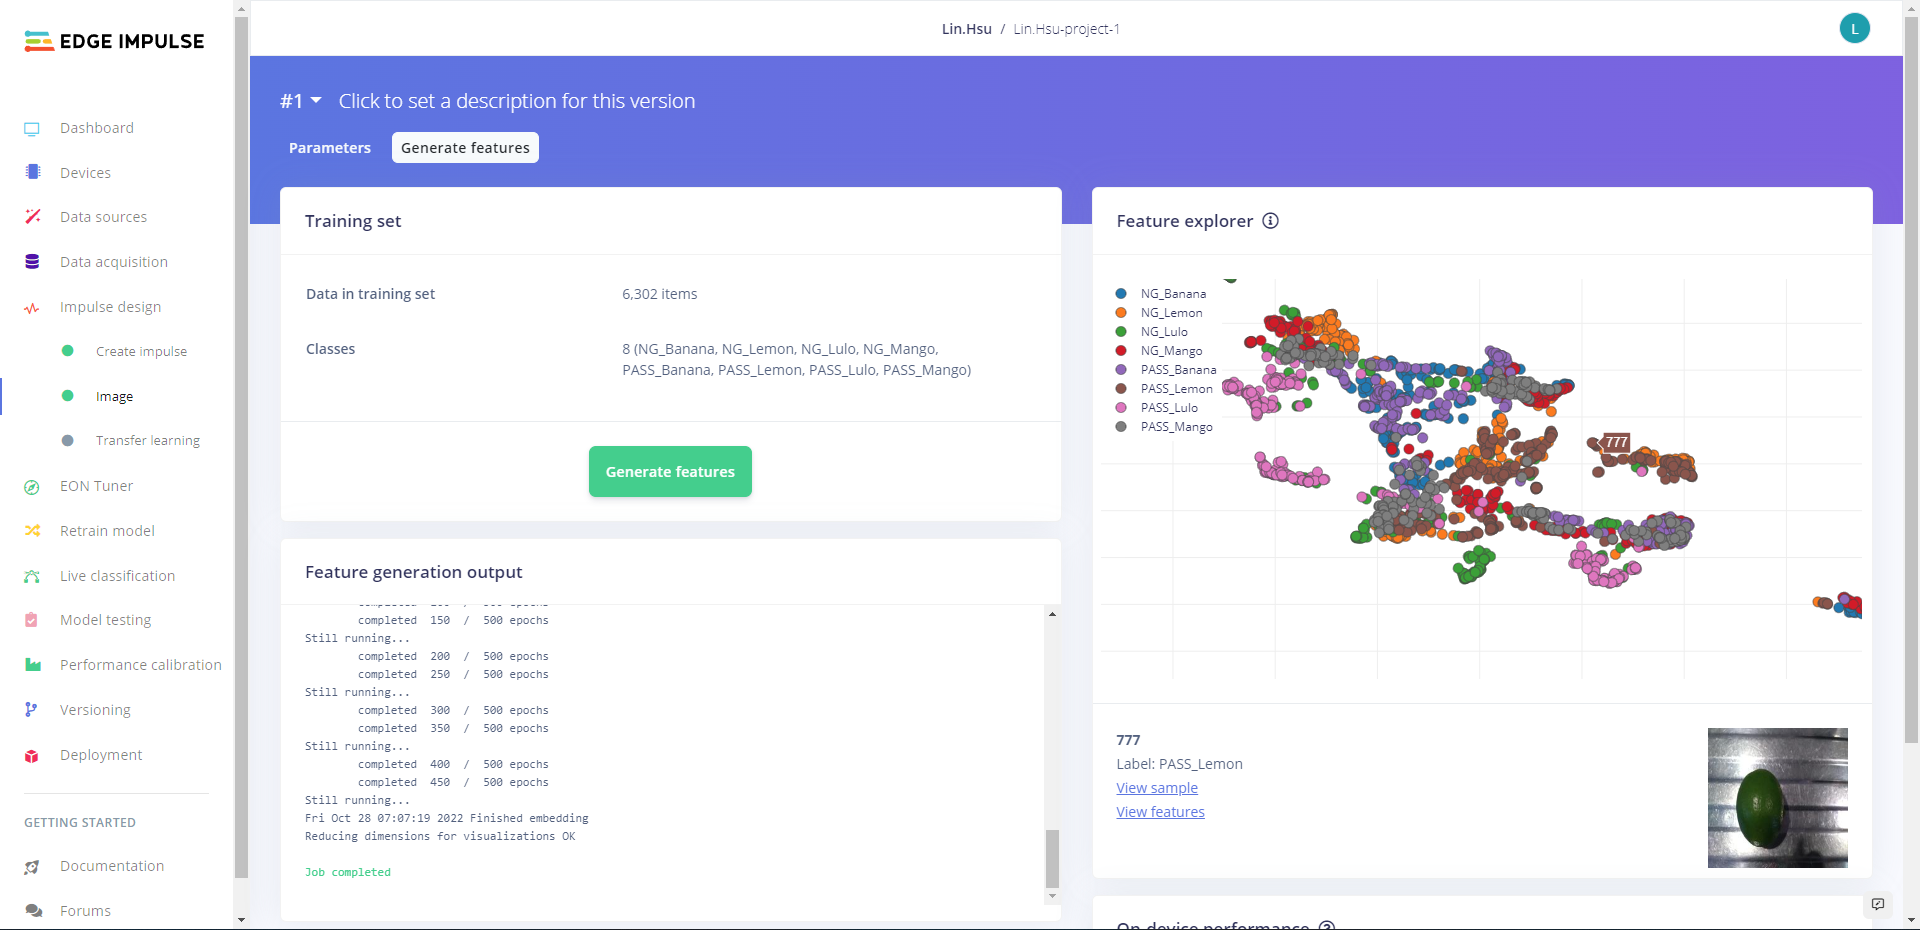 EDGE IMPULSE
Dashboard
Devices
Data sources
Data acquisition
Impulse design
Create impulse
Image
Transfer learning
EON Tuner
Retrain model
Live classification
Model testing
Performance calibration
Versioning
Deployment
GETTING STARTED
Documentation
Forums
Lin.Hsu / Lin.Hsu-project-1
L
#1 Click to set a description for this version
Parameters
Generate features
Training set
Data in training set 6,302 items
Classes 8 (NG_Banana, NG_Lemon, NG_Lulo, NG_Mango,
PASS_Banana, PASS_Lemon, PASS_Lulo, PASS_Mango)
Generate features
Feature generation output
completed 150 / 500 epochs
Still running...
completed 200 / 500 epochs
completed 250 / 500 epochs
Still running...
completed 300 / 500 epochs
completed 350 / 500 epochs
Still running...
completed 400 / 500 epochs
completed 450 / 500 epochs
Still running...
Fri Oct 28 07:07:19 2022 Finished embedding
Reducing dimensions for visualizations OK
Job completed
Feature explorer
NG_Banana
NG_Lemon
NG_Lulo
NG_Mango
PASS_Banana
PASS_Lemon
PASS_Lulo
PASS_Mango
777
777
Label: PASS_Lemon
View sample
View features
On-device performance